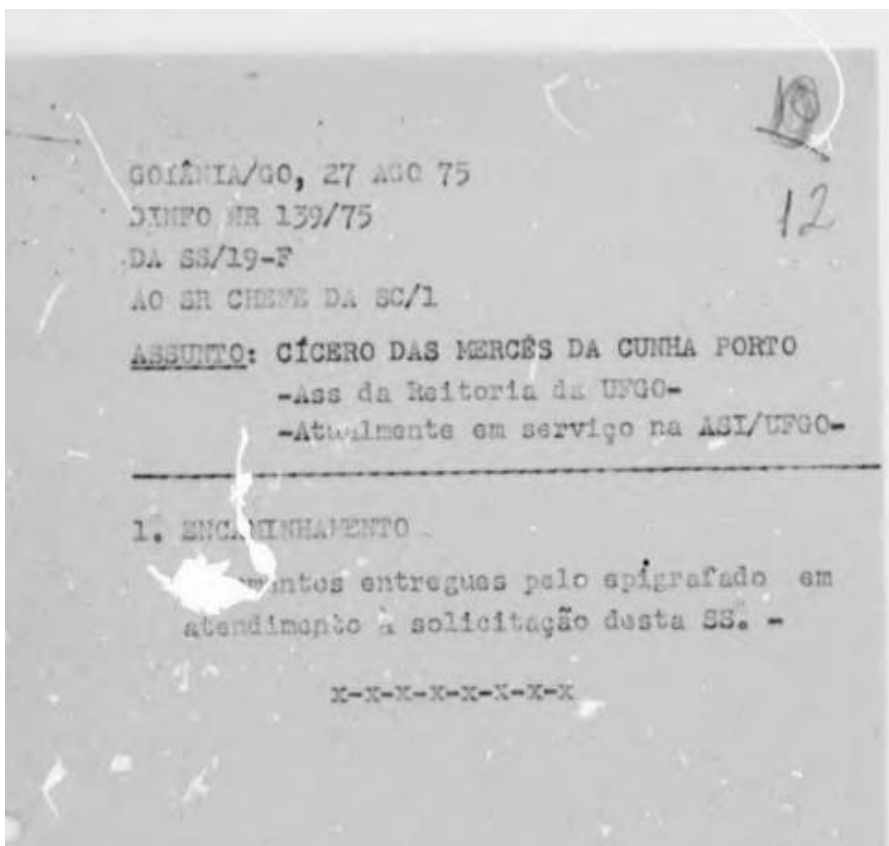 12
GOIÂNIA/GO, 27 AGO 75
DINFO NR 139/75
DA SS/19-F
AO SR CHEFE DA SC/1
ASSUNTO: CÍCERO DAS MERCÊS DA CUNHA PORTO
-Ass da Reitoria da UFGO-
-Atualmente em serviço na ASI/UFGO-
1. ENCAMINHAMENTO
entregues pelo epigrafado em
atendimento à solicitação desta SS. -
x-x-x-x-x-x-x-x